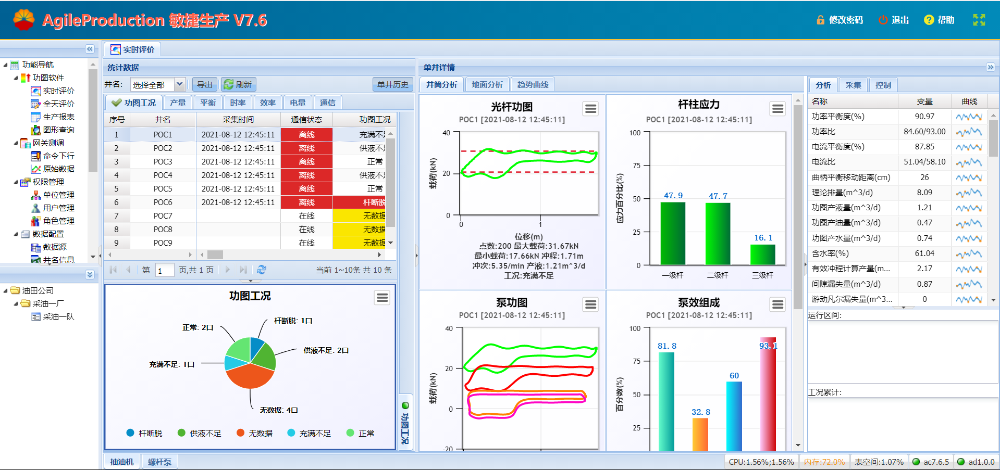 AgileProduction 敏捷生产 V7.6
修改密码
退出
帮助
功能导航
功图软件
实时评价
全天评价
生产报表
图形查询
网关测调
命令下行
原始数据
权限管理
单位管理
用户管理
角色管理
数据配置
数据源
井名信息
油田公司
采油一厂
采油一队
实时评价
统计数据
井名: 选择全部 导出 刷新 单井历史
功图工况 产量 平衡 时率 效率 电量 通信
序号 井名 采集时间 通信状态 功图工况
1 POC1 2021-08-12 12:45:11 离线 充满不足
2 POC2 2021-08-12 12:45:11 离线 供液不足
3 POC3 2021-08-12 12:45:11 离线 正常
4 POC4 2021-08-12 12:45:11 离线 供液不足
5 POC5 2021-08-12 12:45:11 离线 正常
6 POC6 2021-08-12 12:45:11 离线 杆断脱
7 POC7 在线 无数据
8 POC8 在线 无数据
9 POC9 在线 无数据
第 1 页,共 1 页 当前 1~10条 共 10 条
功图工况
杆断脱: 1口
正常: 2口
供液不足: 2口
充满不足: 1口
无数据: 4口
杆断脱 供液不足 无数据 充满不足 正常
功图工况
抽油机 螺杆泵
单井详情
井筒分析 地面分析 趋势曲线
光杆功图
POC1 [2021-08-12 12:45:11]
载荷(kN)
40
20
0
0 1
位移(m)
点数:200 最大载荷:31.67kN
最小载荷:17.66kN 冲程:1.71m
冲次:5.35/min 产液:1.21m^3/d
工况:充满不足
杆柱应力
POC1 [2021-08-12 12:45:11]
应力百分比(%)
100
75
50
25
0
47.9 47.7 16.1
一级杆 二级杆 三级杆
泵功图
POC1 [2021-08-12 12:45:11]
载荷(kN)
40
20
0
-20
泵效组成
POC1 [2021-08-12 12:45:11]
百分数(%)
100
75
50
25
81.8 32.8 60 93.1
分析 采集 控制
名称 变量 曲线
功率平衡度(%) 90.97
功率比 84.60/93.00
电流平衡度(%) 87.85
电流比 51.04/58.10
曲柄平衡移动距离(cm) 26
理论排量(m^3/d) 8.09
功图产液量(m^3/d) 1.21
功图产油量(m^3/d) 0.47
功图产水量(m^3/d) 0.74
含水率(%) 61.04
有效冲程计算产量(m... 2.17
间隙漏失量(m^3/d) 0.87
游动凡尔漏失量(m^3... 0
运行区间:
工况累计:
CPU:1.56%;1.56% 内存:72.0% 表空间:1.07% ac7.6.5 ad1.0.0